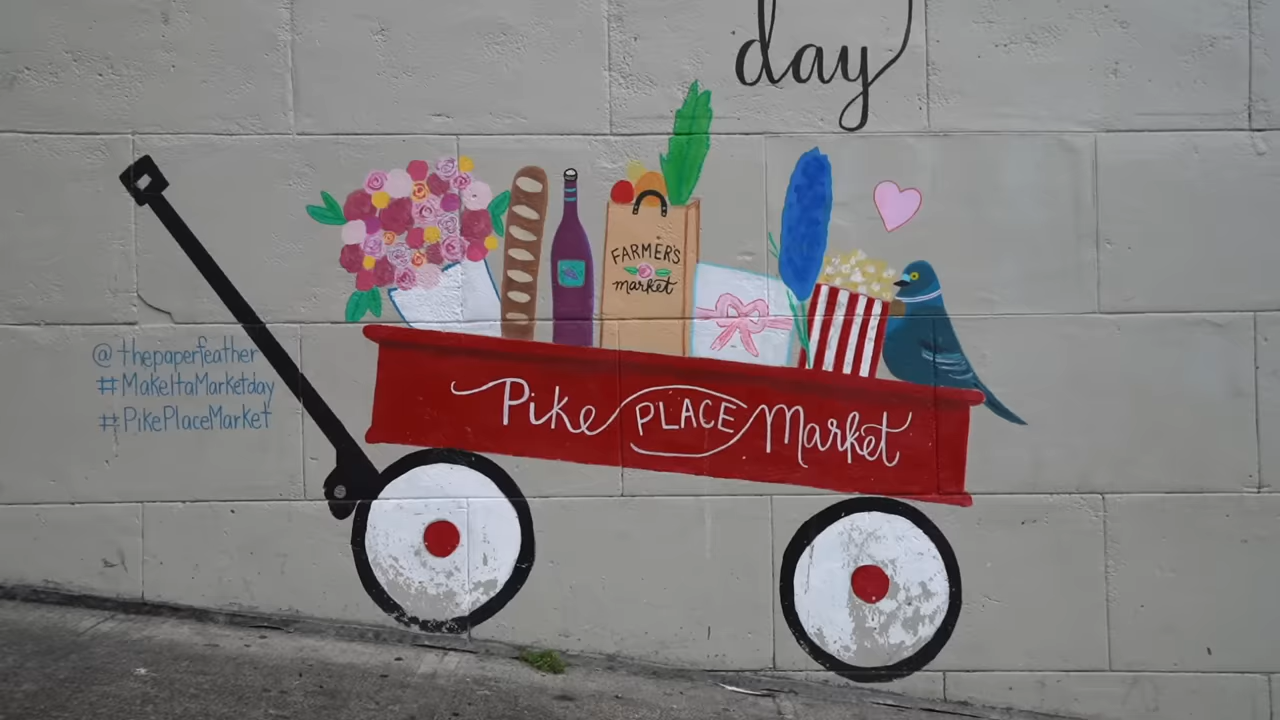 day
FARMER'S
market
@thepaperfeather
#MakeItaMarketday
#PikePlaceMarket
Pike PLACE Market